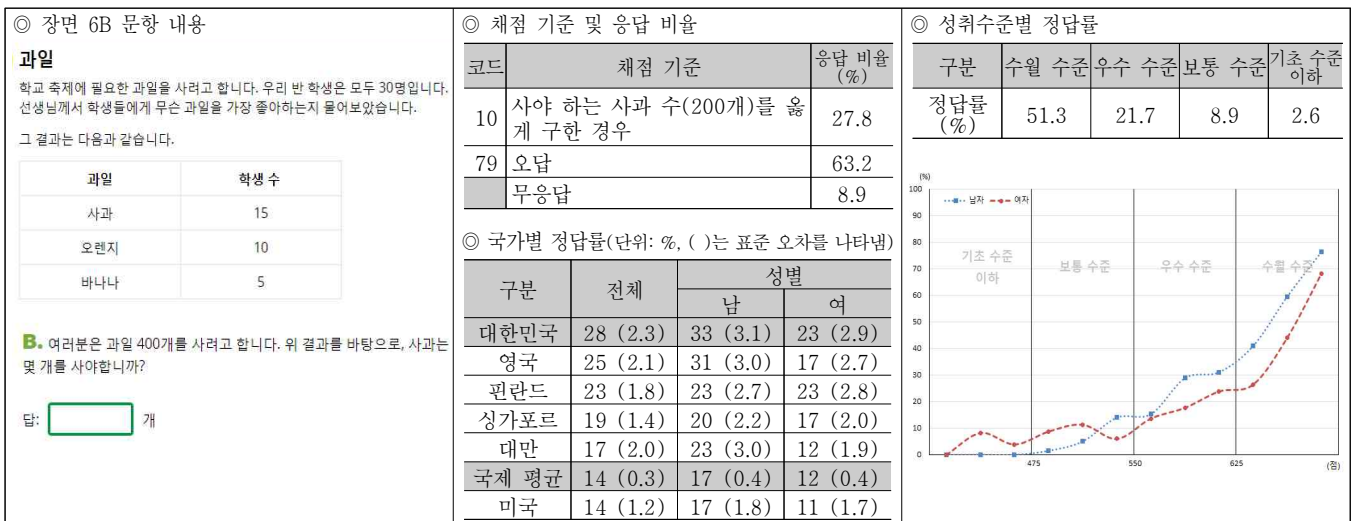 ◎ 장면 6B 문항 내용
과일
학교 축제에 필요한 과일을 사려고 합니다. 우리 반 학생은 모두 30명입니다.
선생님께서 학생들에게 무슨 과일을 가장 좋아하는지 물어보았습니다.
그 결과는 다음과 같습니다.
과일 학생 수
사과 15
오렌지 10
바나나 5
B. 여러분은 과일 400개를 사려고 합니다. 위 결과를 바탕으로, 사과는
몇 개를 사야합니까?
답: 개
◎ 채점 기준 및 응답 비율
코드 채점 기준 응답 비율
(%)
10 사야 하는 사과 수(200개)를 옳
게 구한 경우 27.8
79 오답 63.2
무응답 8.9
◎ 국가별 정답률(단위: %, ( )는 표준 오차를 나타냄)
구분 전체 성별
남 여
대한민국 28 (2.3) 33 (3.1) 23 (2.9)
영국 25 (2.1) 31 (3.0) 17 (2.7)
핀란드 23 (1.8) 23 (2.7) 23 (2.8)
싱가포르 19 (1.4) 20 (2.2) 17 (2.0)
대만 17 (2.0) 23 (3.0) 12 (1.9)
국제 평균 14 (0.3) 17 (0.4) 12 (0.4)
미국 14 (1.2) 17 (1.8) 11 (1.7)
◎ 성취수준별 정답률
구분 수월 수준 우수 수준 보통 수준 기초 수준
이하
정답률
(%) 51.3 21.7 8.9 2.6
(%)
100
남자 여자
90
80
기초 수준
이하 보통 수준 우수 수준 수월 수준
70
60
50
40
30
20
10
0
475 550 625 (점)